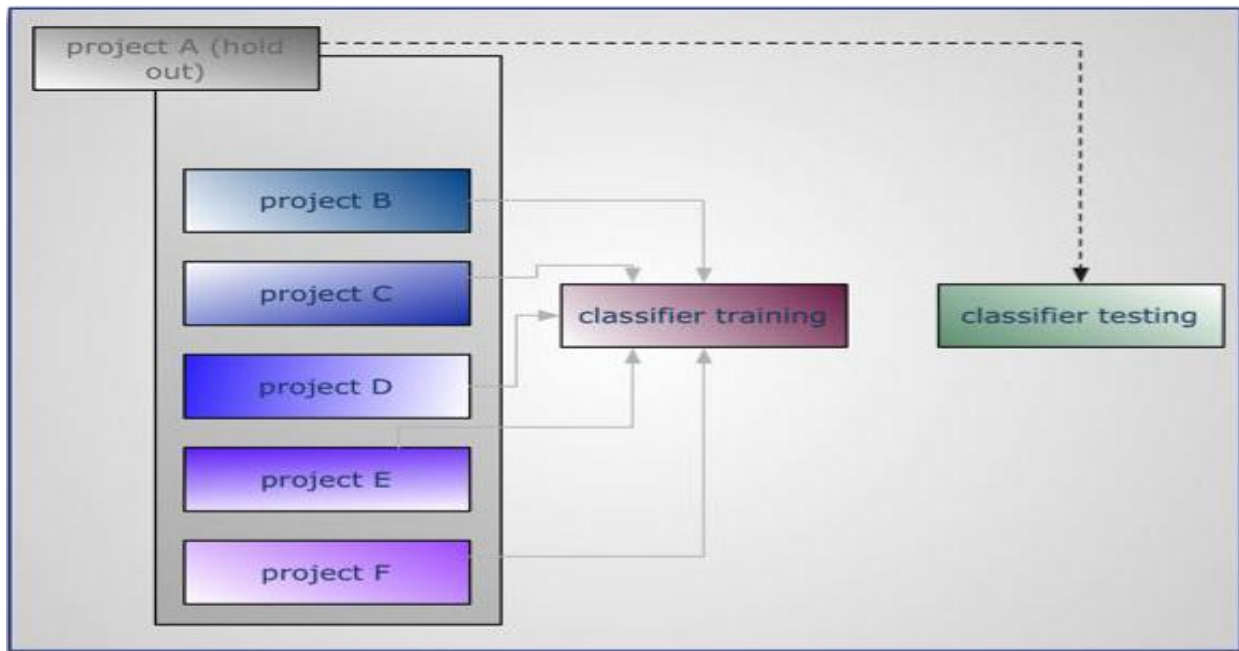 project A (hold
out)
project B
project C
classifier training
classifier testing
project D
project E
project F